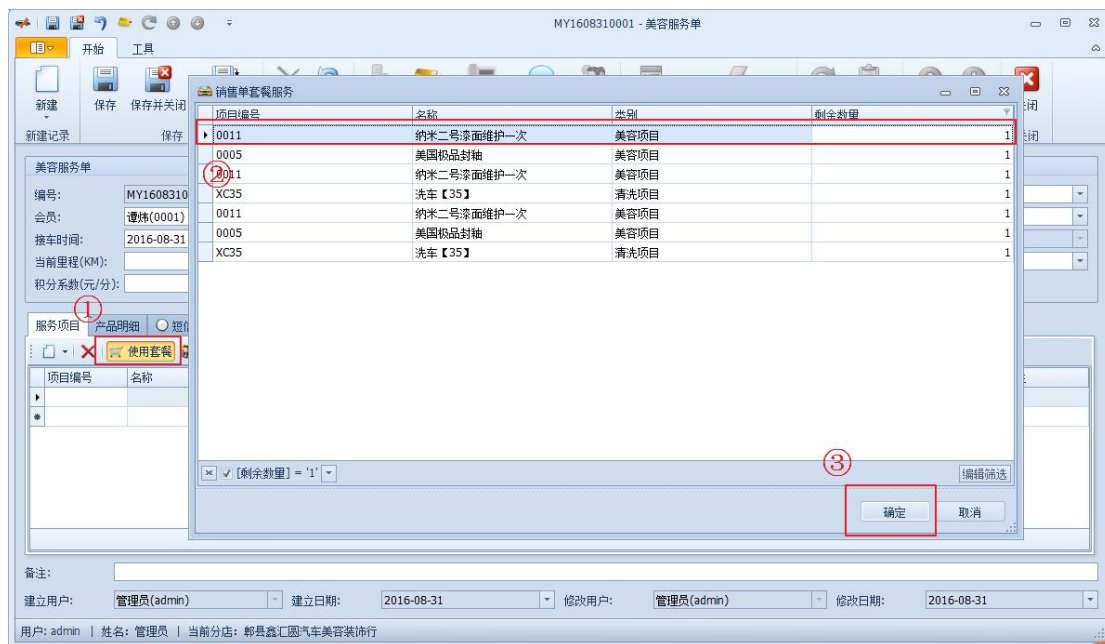 MY1608310001 - 美容服务单
开始 工具
新建 保存 保存并关闭 闭
新建记录 保存 闭
销售单套餐服务
项目编号 名称 类别 剩余数量
0011 纳米二号漆面维护一次 美容项目 1
0005 美国极品封釉 美容项目 1
0011 纳米二号漆面维护一次 美容项目 1
XC35 洗车【35】 清洗项目 1
0011 纳米二号漆面维护一次 美容项目 1
0005 美国极品封釉 美容项目 1
XC35 洗车【35】 清洗项目 1
②
美容服务单
编号: MY1608310
会员: 谭炜(0001)
接车时间: 2016-08-31
当前里程(KM):
积分系数(元/分):
①
服务项目 产品明细 短信
使用套餐
项目编号 名称
[剩余数量] = '1' 编辑筛选
③
确定 取消
备注:
建立用户: 管理员(admin) 建立日期: 2016-08-31 修改用户: 管理员(admin) 修改日期: 2016-08-31
用户: admin | 姓名: 管理员 | 当前分店: 郫县鑫汇圆汽车美容装饰行